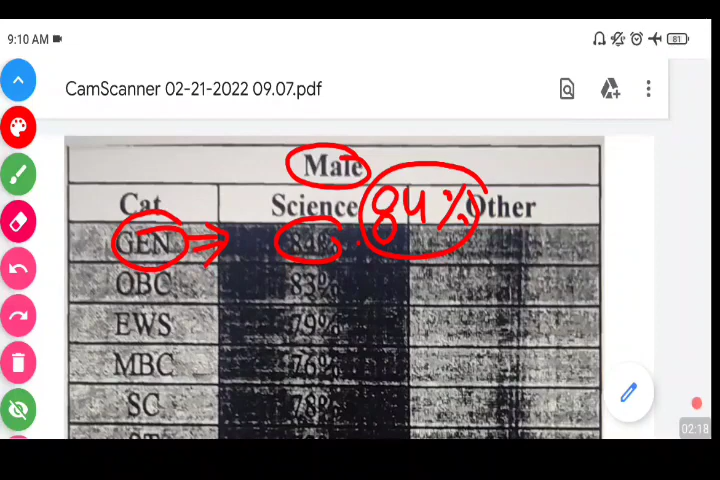 9:10 AM
81
CamScanner 02-21-2022 09.07.pdf
Male
84%
Cat Science Other
GEN 84%
OBC 83%
EWS 79%
MBC 76%
SC 78%
02:18